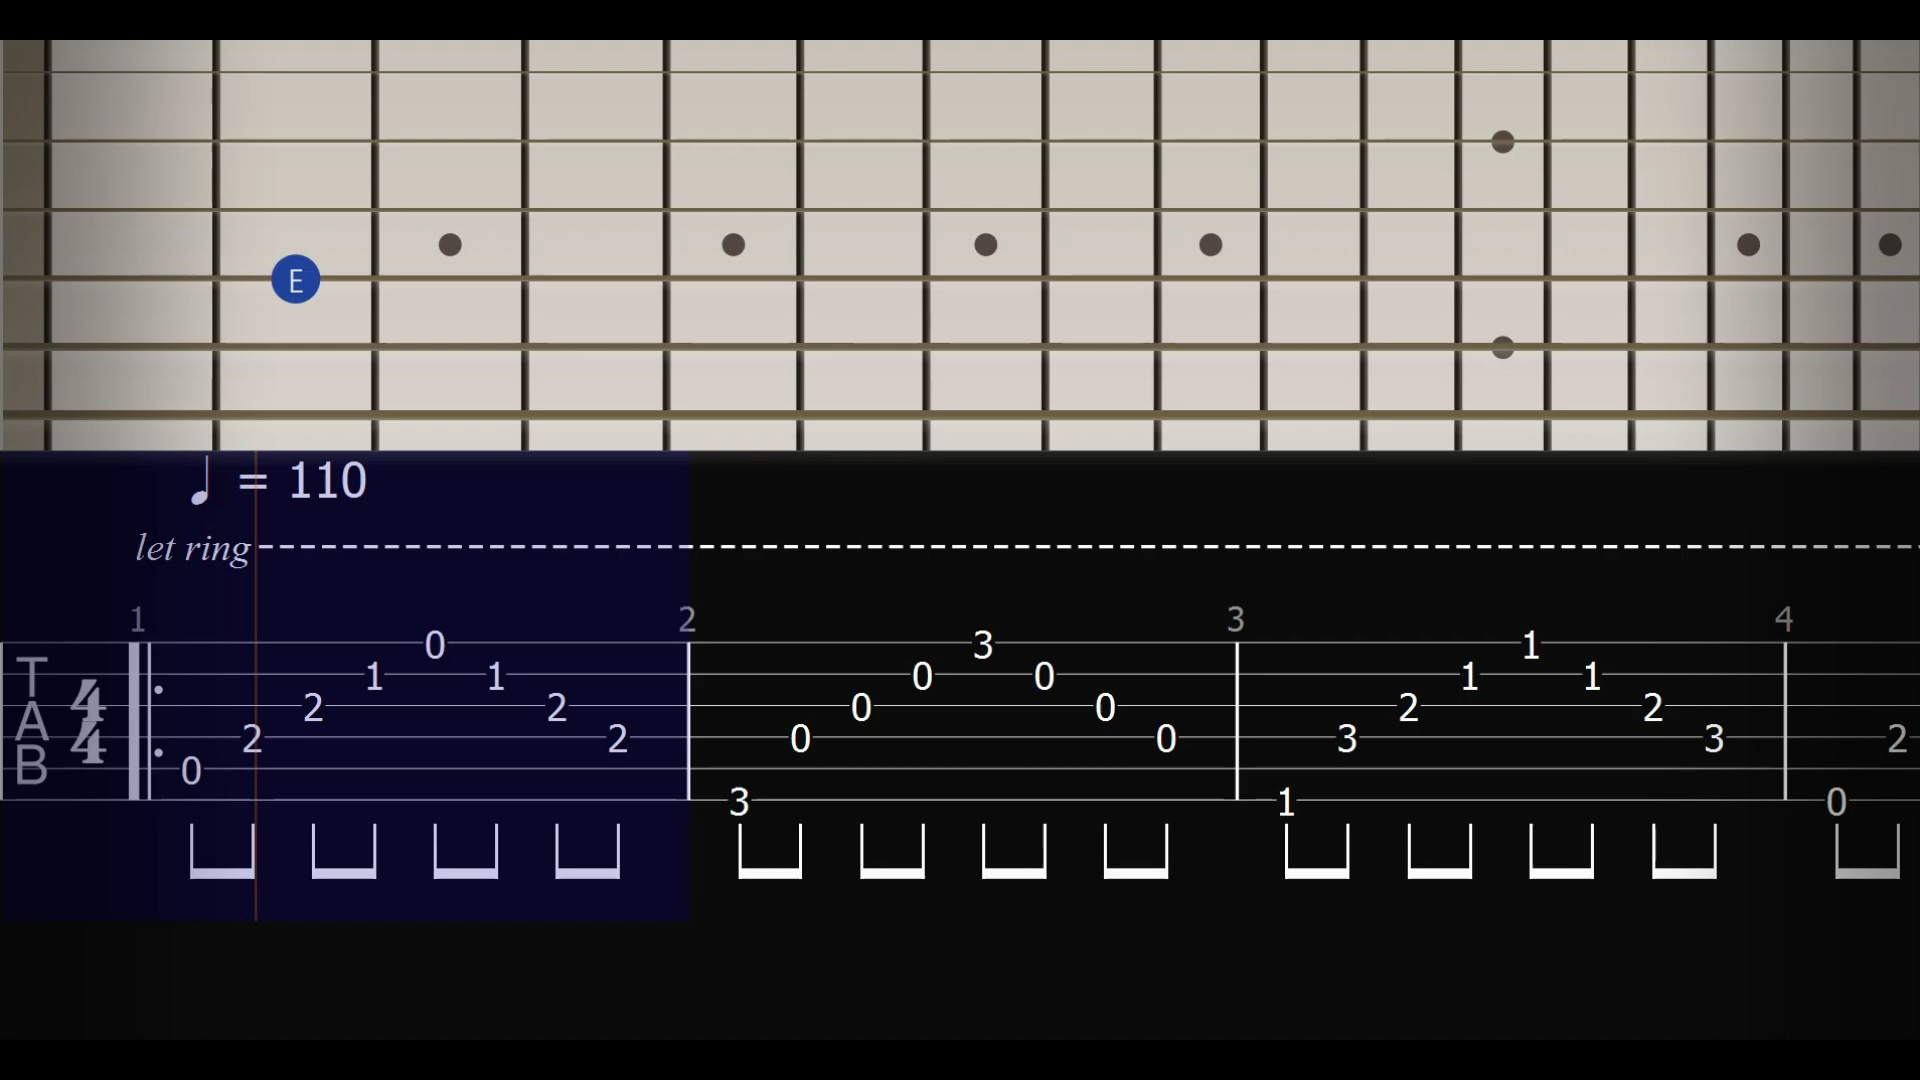 E
♩ = 110
let ring
1 2 3 4
0 3 1
1 1 0 0 1 1
T 2 2 0 0 2 2
A 4 2 2 0 0 3 3 2
B 4 0
3 1 0